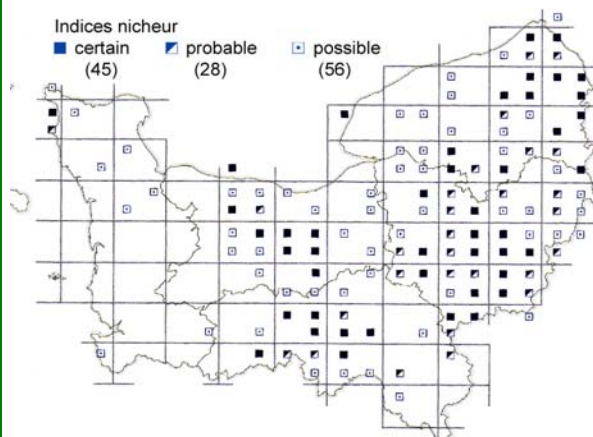 Indices nicheur
certain probable possible
(45) (28) (56)